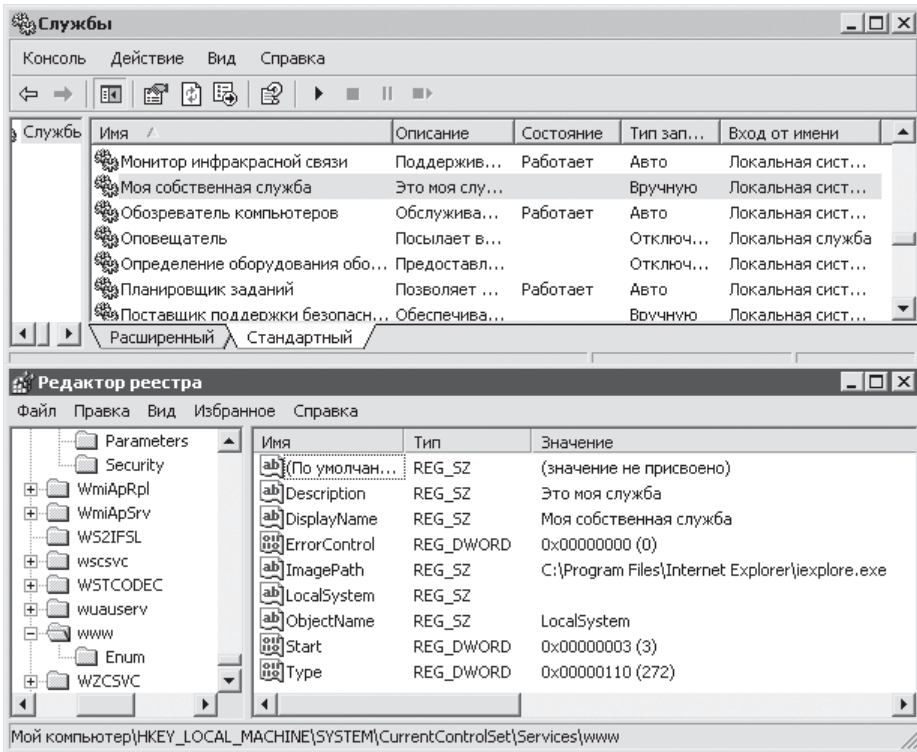 Службы
Консоль Действие Вид Справка
Службы
Имя Описание Состояние Тип зап... Вход от имени
Монитор инфракрасной связи Поддержив... Работает Авто Локальная сист...
Моя собственная служба Это моя слу... Вручную Локальная сист...
Обозреватель компьютеров Обслужива... Работает Авто Локальная сист...
Оповещатель Посылает в... Отключ... Локальная служба
Определение оборудования обо... Предоставл... Отключ... Локальная сист...
Планировщик заданий Позволяет ... Работает Авто Локальная сист...
Поставщик поддержки безопасн... Обеспечива... Вручную Локальная сист...
Расширенный Стандартный
Редактор реестра
Файл Правка Вид Избранное Справка
Parameters
Security
WmiApRpl
WmiApSrv
WS2IFSL
wscsvc
WSTCODEC
wuauserv
www
Enum
WZCSVC
Имя Тип Значение
(По умолчан... REG_SZ (значение не присвоено)
Description REG_SZ Это моя служба
DisplayName REG_SZ Моя собственная служба
ErrorControl REG_DWORD 0x00000000 (0)
ImagePath REG_SZ C:\Program Files\Internet Explorer\iexplore.exe
LocalSystem REG_SZ
ObjectName REG_SZ LocalSystem
Start REG_DWORD 0x00000003 (3)
Type REG_DWORD 0x00000110 (272)
Мой компьютер\HKEY_LOCAL_MACHINE\SYSTEM\CurrentControlSet\Services\www